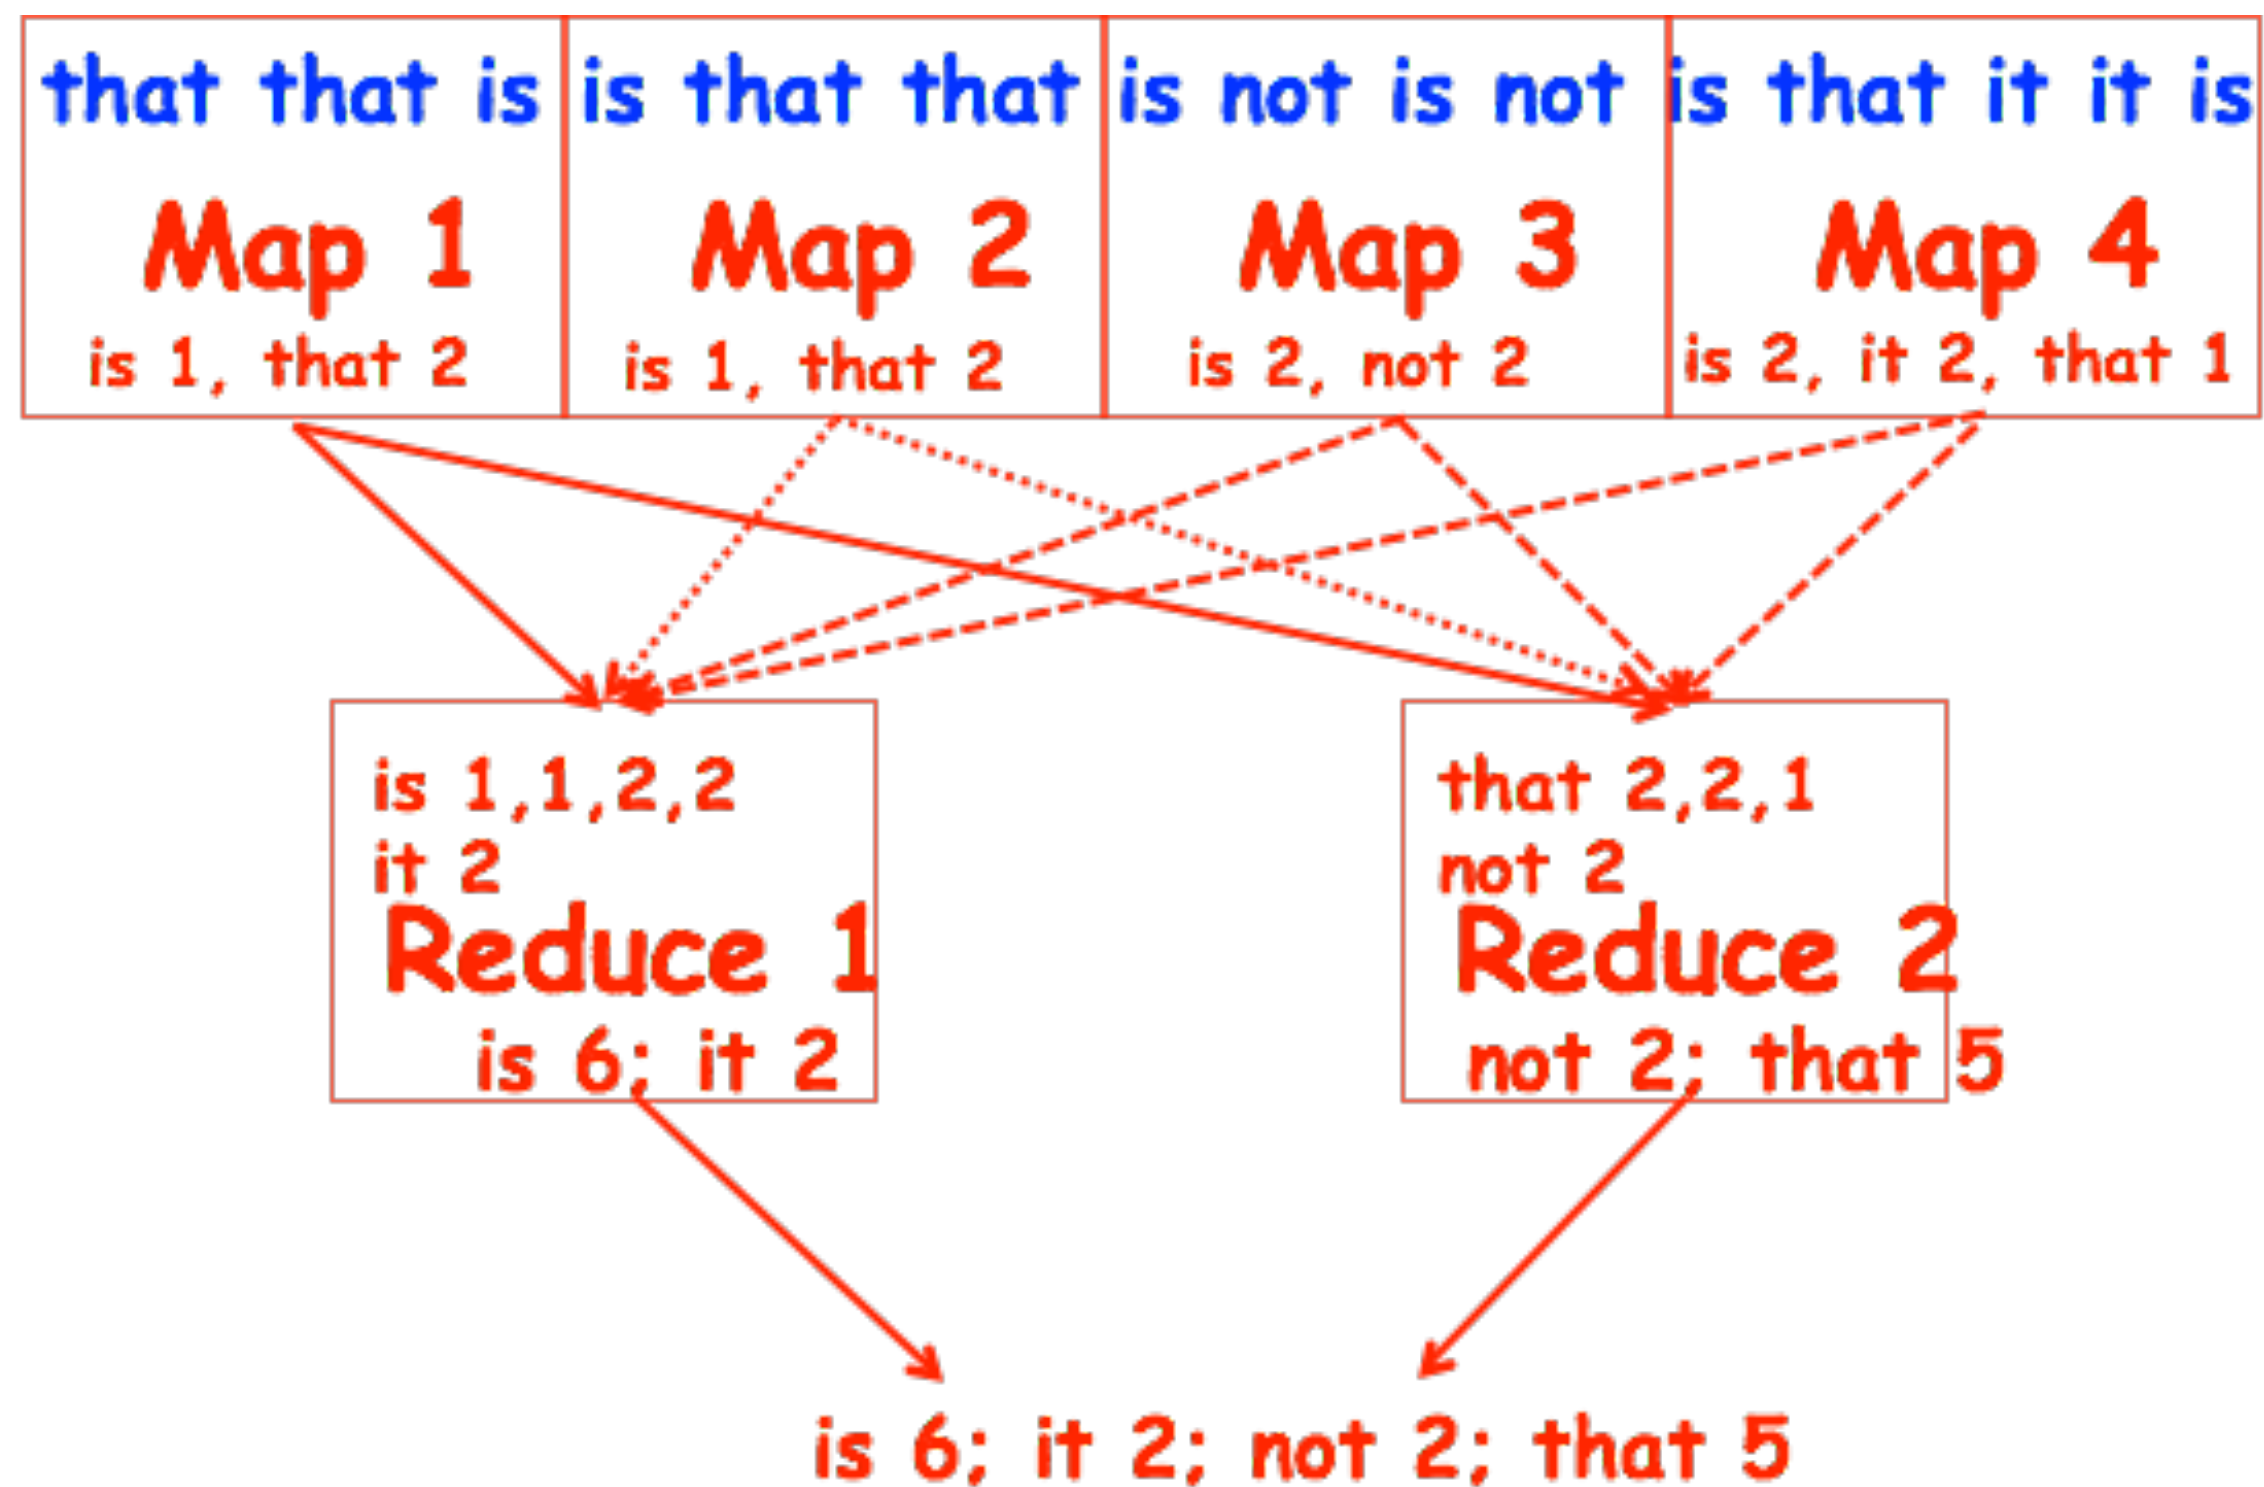 that that is
is that that
is not is not
is that it it is
Map 1
Map 2
Map 3
Map 4
is 1, that 2
is 1, that 2
is 2, not 2
is 2, it 2, that 1
is 1,1,2,2
it 2
Reduce 1
is 6; it 2
that 2,2,1
not 2
Reduce 2
not 2; that 5
is 6; it 2; not 2; that 5